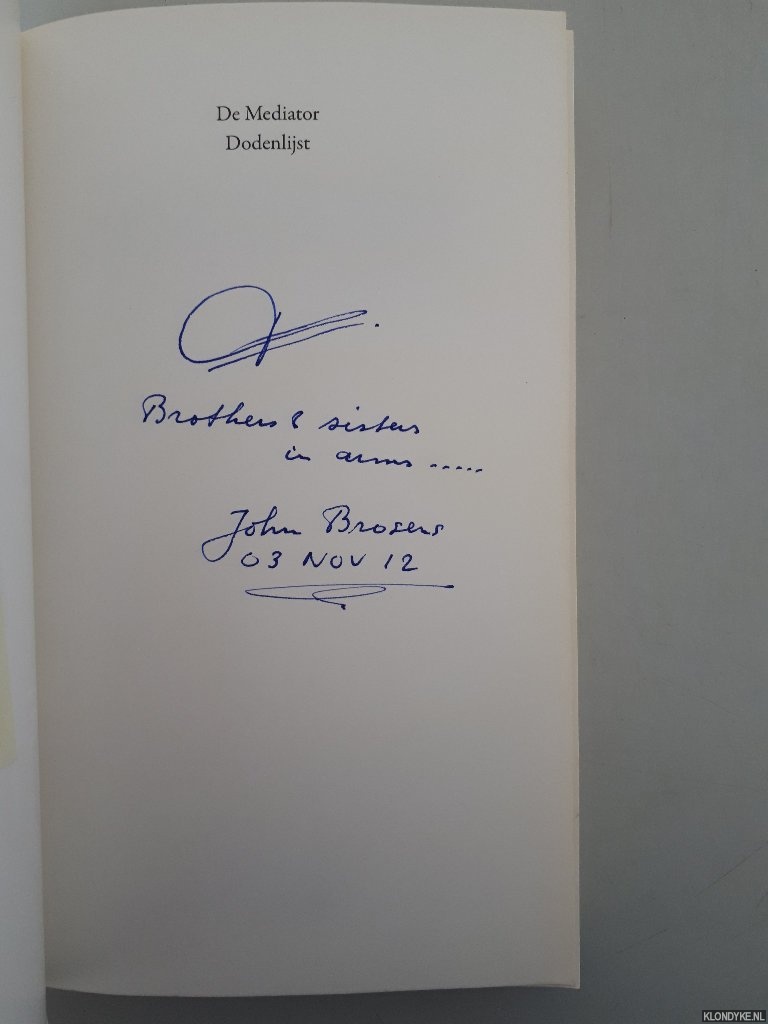 De Mediator
Dodenlijst
Brothers & sisters
in arms .....
John Brosens
03 NOV 12
KLONDYKE.NL